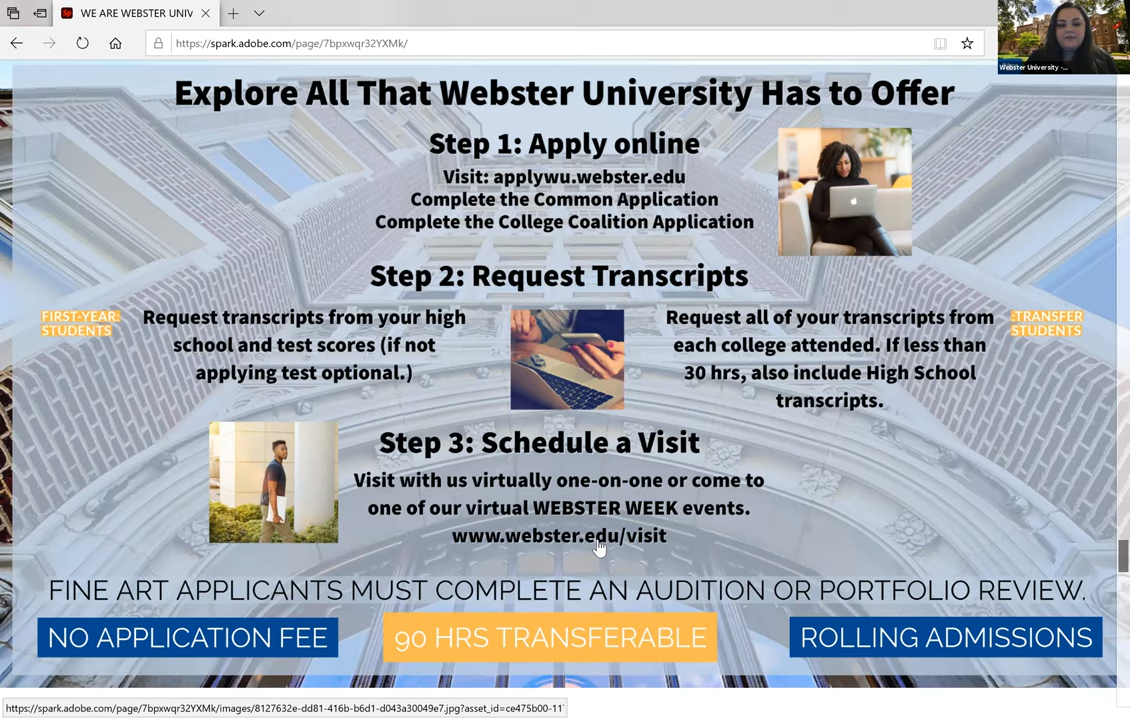 WE ARE WEBSTER UNIV
https://spark.adobe.com/page/7bpxwqr32YXMk/
Webster University -...
Explore All That Webster University Has to Offer
Step 1: Apply online
Visit: applywu.webster.edu
Complete the Common Application
Complete the College Coalition Application
Step 2: Request Transcripts
FIRST-YEAR
STUDENTS
Request transcripts from your high
school and test scores (if not
applying test optional.)
Request all of your transcripts from
each college attended. If less than
30 hrs, also include High School
transcripts.
TRANSFER
STUDENTS
Step 3: Schedule a Visit
Visit with us virtually one-on-one or come to
one of our virtual WEBSTER WEEK events.
www.webster.edu/visit
FINE ART APPLICANTS MUST COMPLETE AN AUDITION OR PORTFOLIO REVIEW.
NO APPLICATION FEE
90 HRS TRANSFERABLE
ROLLING ADMISSIONS
https://spark.adobe.com/page/7bpxwqr32YXMk/images/8127632e-dd81-416b-b6d1-d043a30049e7.jpg?asset_id=ce475b00-11